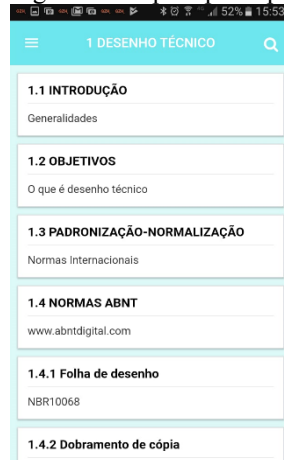 52% 15:53
1 DESENHO TÉCNICO
1.1 INTRODUÇÃO
Generalidades
1.2 OBJETIVOS
O que é desenho técnico
1.3 PADRONIZAÇÃO-NORMALIZAÇÃO
Normas Internacionais
1.4 NORMAS ABNT
www.abntdigital.com
1.4.1 Folha de desenho
NBR10068
1.4.2 Dobramento de cópia